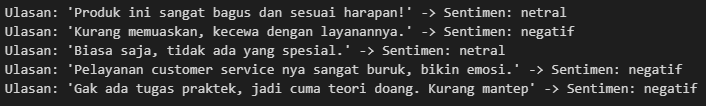 Ulasan: 'Produk ini sangat bagus dan sesuai harapan!' -> Sentimen: netral
Ulasan: 'Kurang memuaskan, kecewa dengan layanannya.' -> Sentimen: negatif
Ulasan: 'Biasa saja, tidak ada yang spesial.' -> Sentimen: netral
Ulasan: 'Pelayanan customer service nya sangat buruk, bikin emosi.' -> Sentimen: negatif
Ulasan: 'Gak ada tugas praktek, jadi cuma teori doang. Kurang mantep' -> Sentimen: negatif